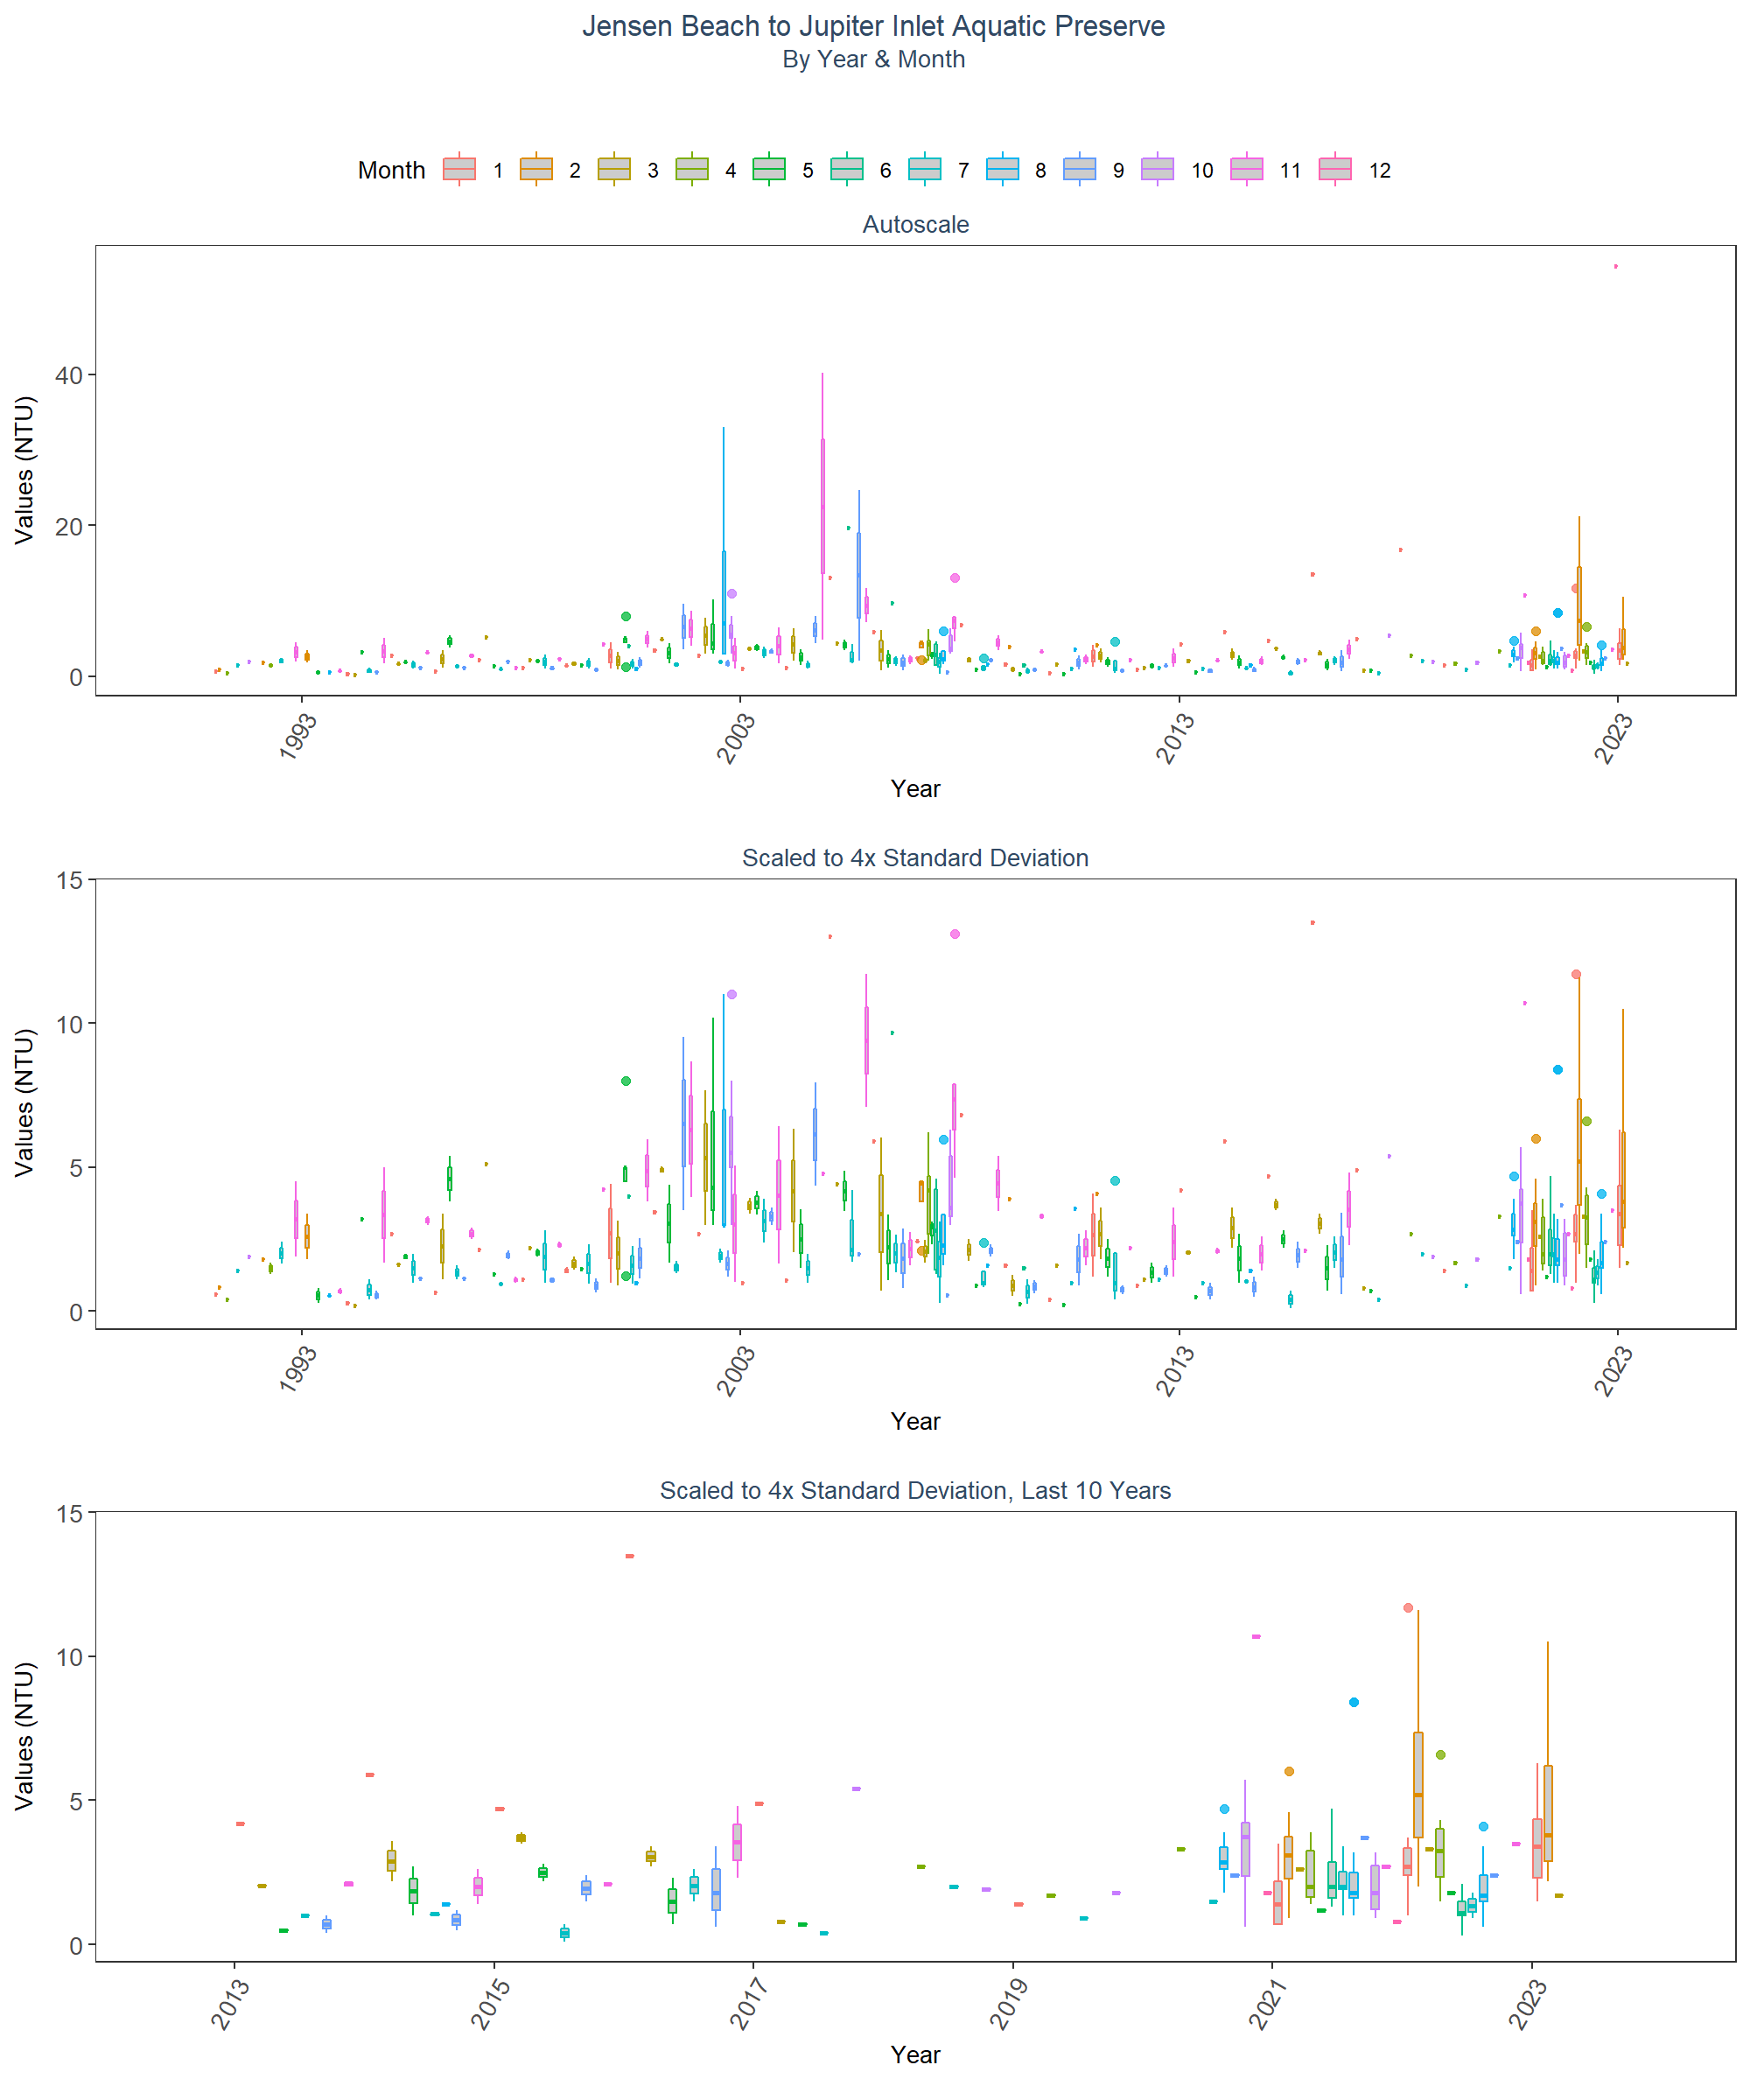 Jensen Beach to Jupiter Inlet Aquatic Preserve
By Year & Month
Month 1 2 3 4 5 6 7 8 9 10 11 12
Autoscale
Values (NTU)
40
20
0
1993 2003 2013 2023
Year
Scaled to 4x Standard Deviation
Values (NTU)
15
10
5
0
1993 2003 2013 2023
Year
Scaled to 4x Standard Deviation, Last 10 Years
Values (NTU)
15
10
5
0
2013 2015 2017 2019 2021 2023
Year